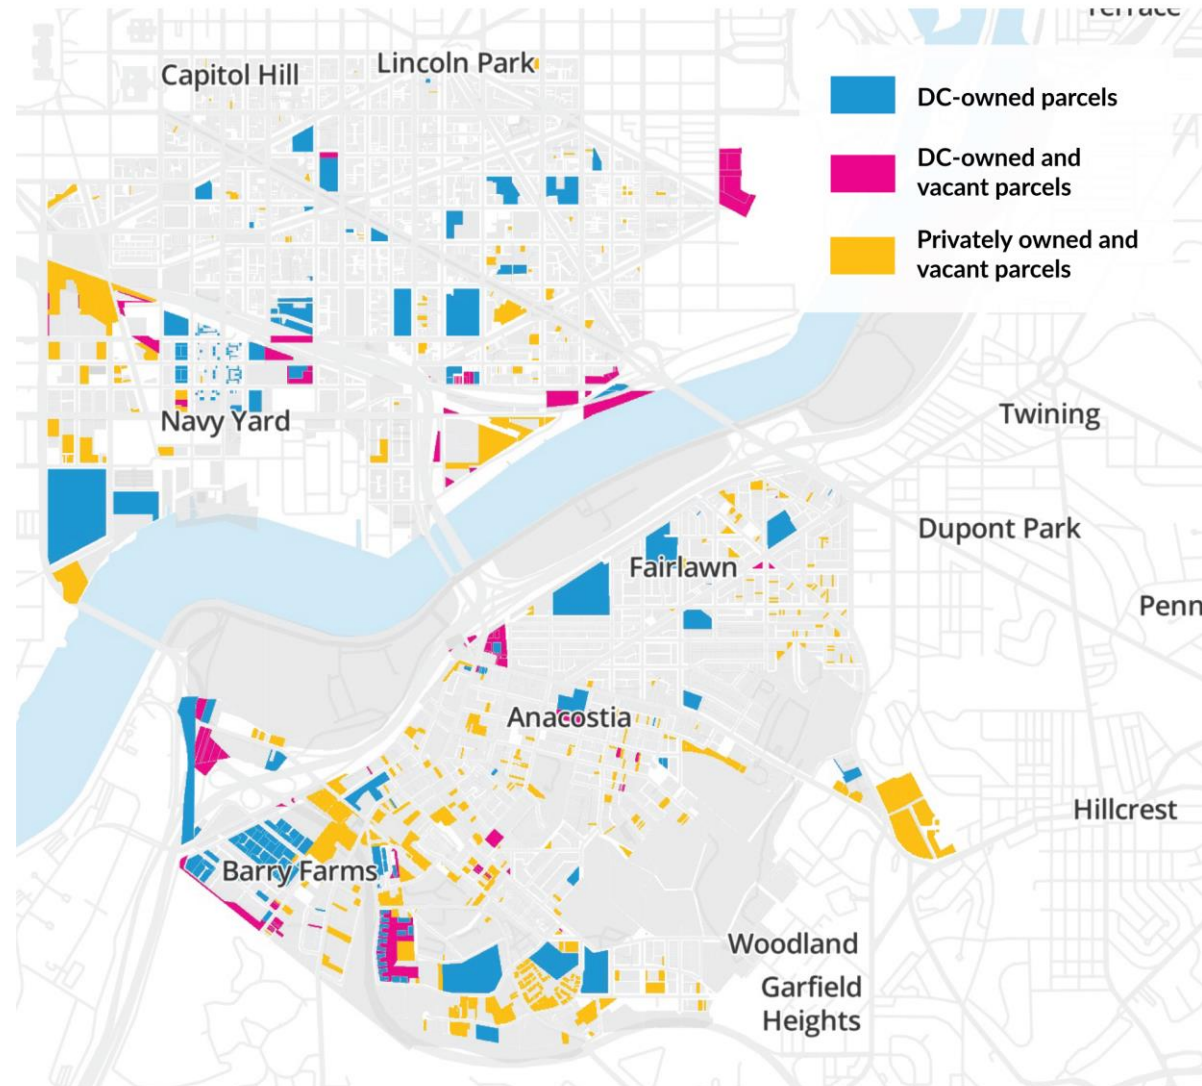 Terrace
Capitol Hill
Lincoln Park
DC-owned parcels
DC-owned and
vacant parcels
Privately owned and
vacant parcels
Navy Yard
Twining
Dupont Park
Fairlawn
Penn
Anacostia
Hillcrest
Barry Farms
Woodland
Garfield
Heights